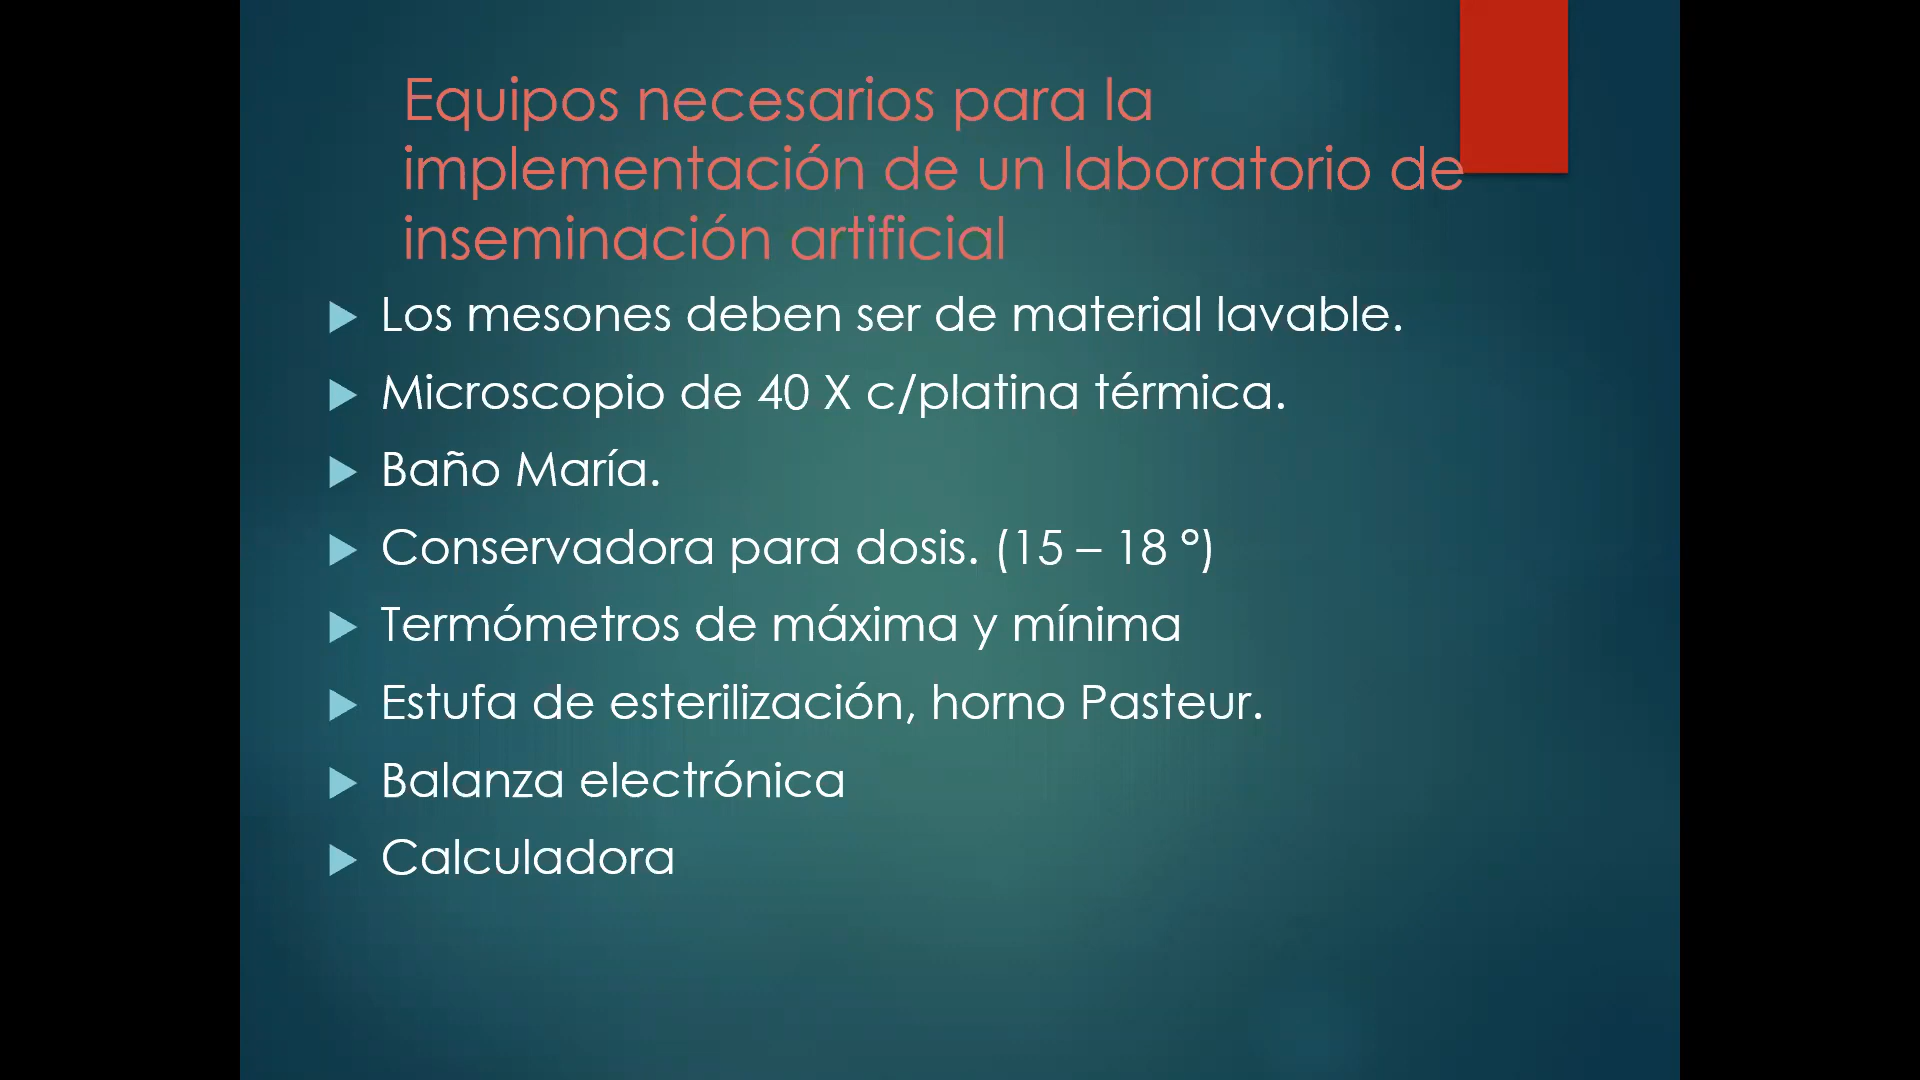 Equipos necesarios para la
implementación de un laboratorio de
inseminación artificial
Los mesones deben ser de material lavable.
Microscopio de 40 X c/platina térmica.
Baño María.
Conservadora para dosis. (15 – 18 °)
Termómetros de máxima y mínima
Estufa de esterilización, horno Pasteur.
Balanza electrónica
Calculadora